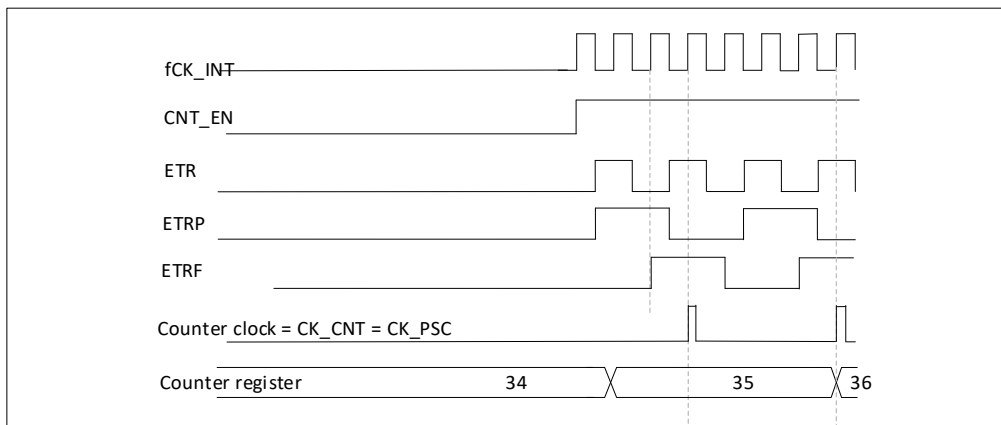 fCK_INT
CNT_EN
ETR
ETRP
ETRF
Counter clock = CK_CNT = CK_PSC
Counter register 34 35 36